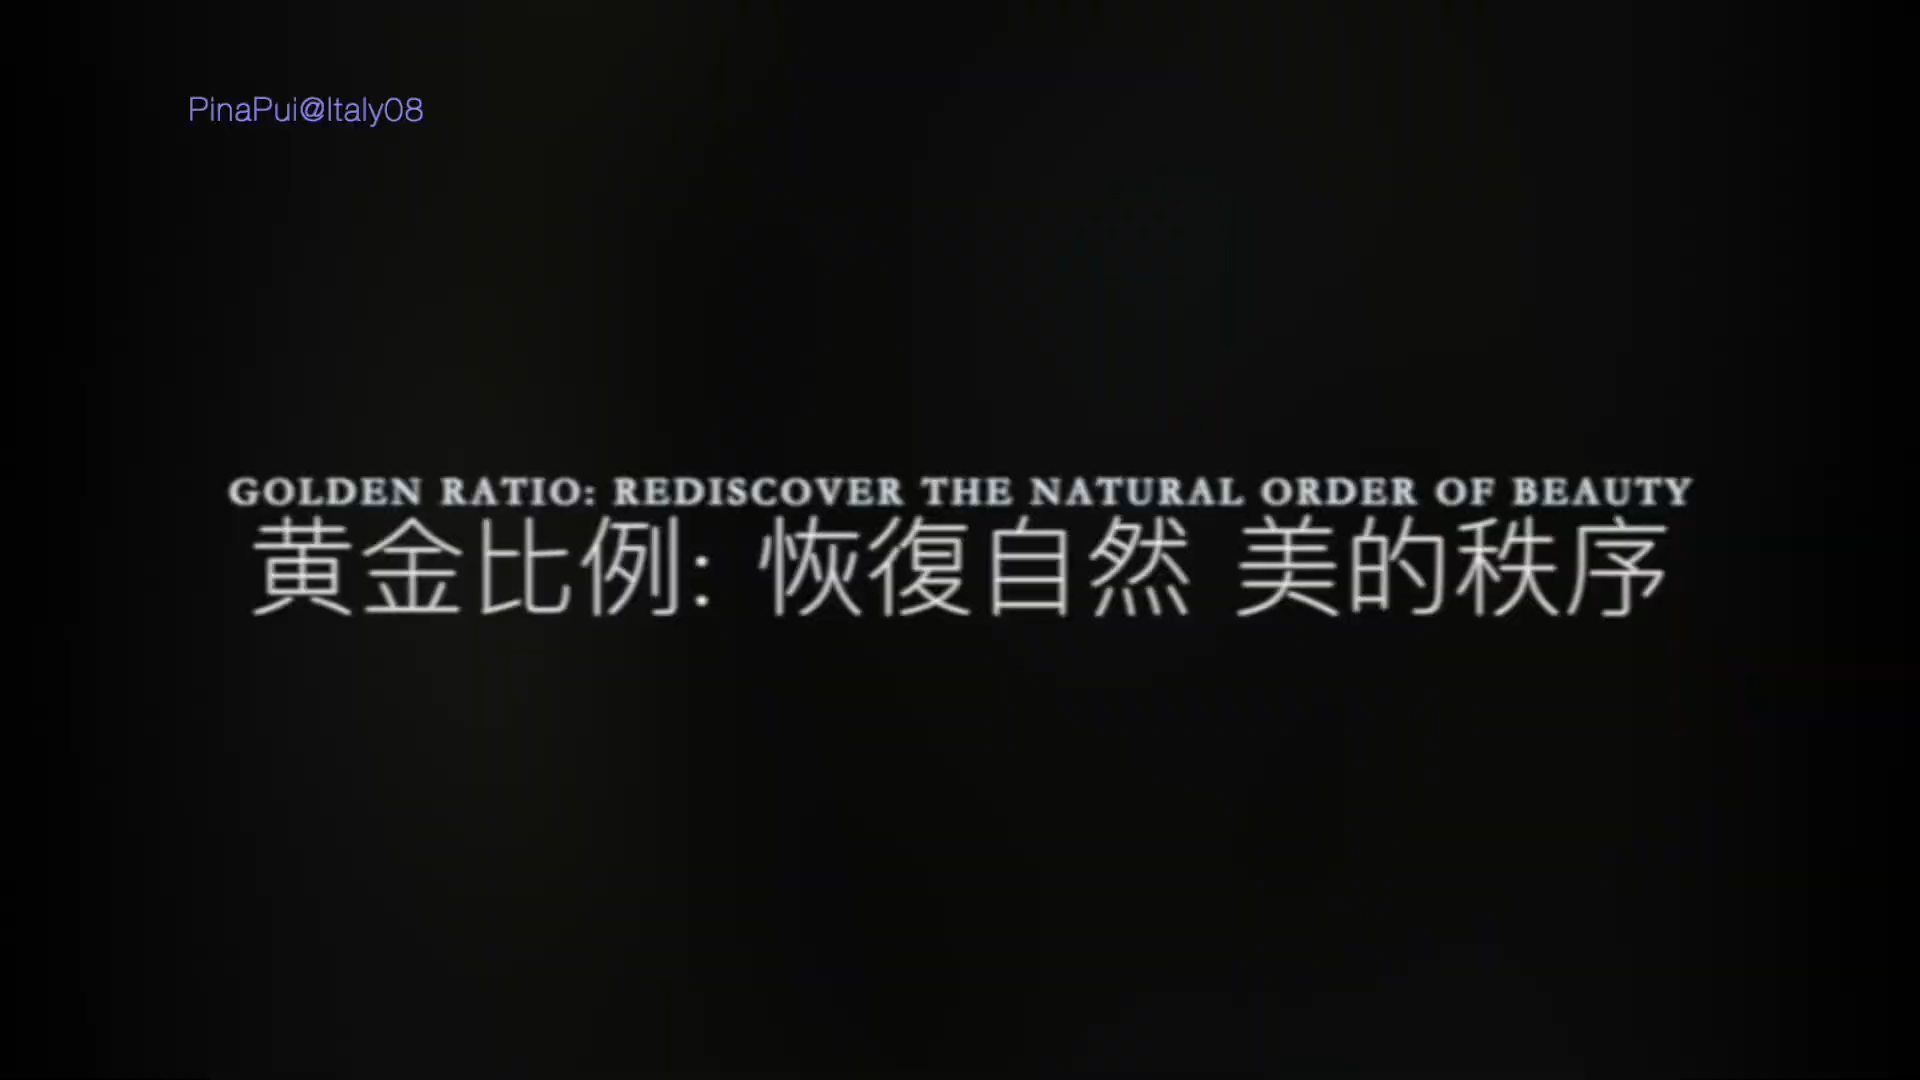 PinaPui@Italy08
GOLDEN RATIO: REDISCOVER THE NATURAL ORDER OF BEAUTY
黄金比例: 恢復自然 美的秩序